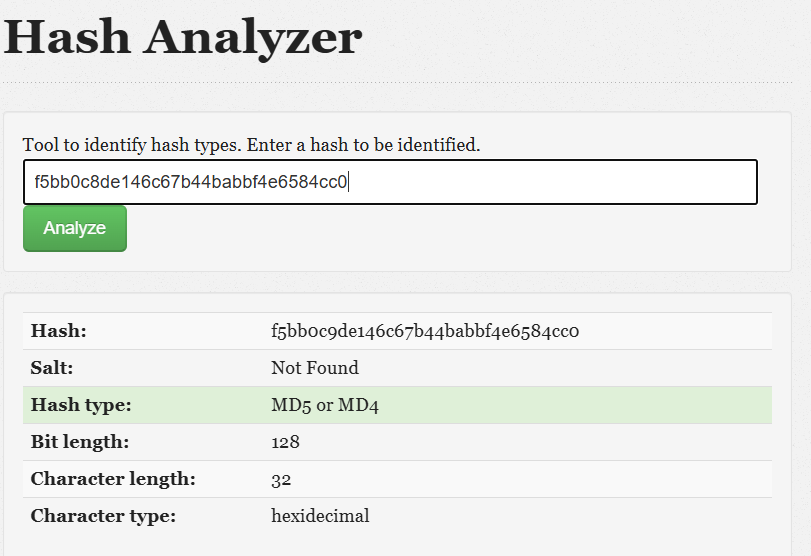 Hash Analyzer
Tool to identify hash types. Enter a hash to be identified.
f5bb0c8de146c67b44babbf4e6584cc0
Analyze
Hash: f5bb0c9de146c67b44babbf4e6584cc0
Salt: Not Found
Hash type: MD5 or MD4
Bit length: 128
Character length: 32
Character type: hexidecimal